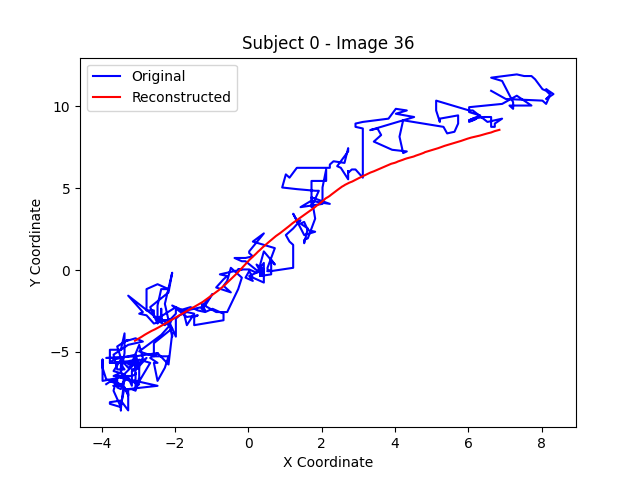 Subject 0 - Image 36
Original
Reconstructed
Y Coordinate
10
5
0
−5
−4
−2
0
2
4
6
8
X Coordinate